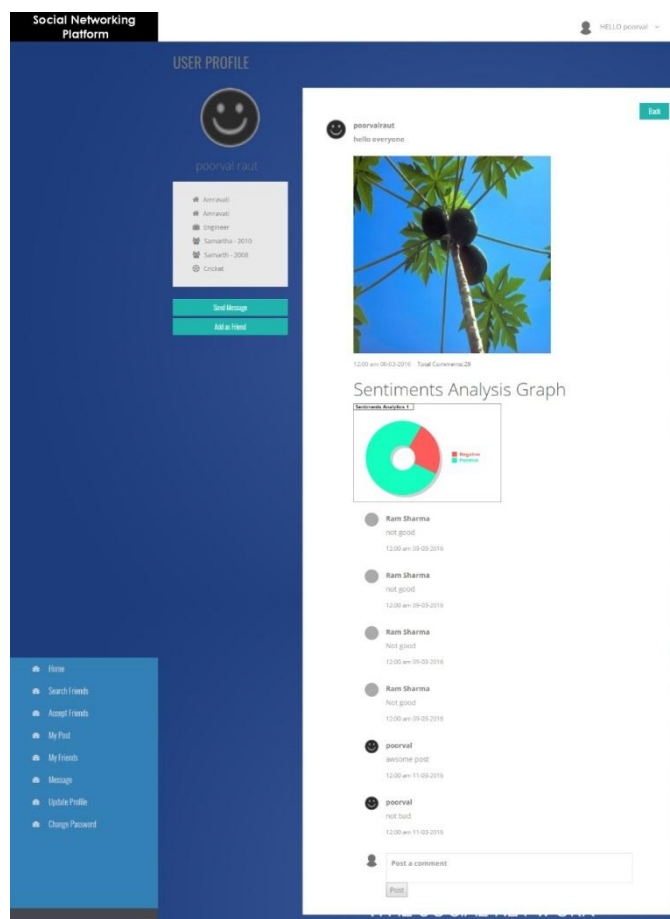 Social Networking
Platform
HELLO poorval
USER PROFILE
poorval raut
Amravati
Amravati
Engineer
Samartha - 2010
Samarth - 2008
Cricket
Send Message
Add as Friend
Home
Search Friends
Accept Friends
My Post
My Friends
Message
Update Profile
Change Password
Back
poorvalraut
hello everyone
12:00 am 06-03-2016 Total Comments:28
Sentiments Analysis Graph
Sentiments Analytics 1
Negative
Positive
Ram Sharma
not good
12:00 am 09-03-2016
Ram Sharma
not good
12:00 am 09-03-2016
Ram Sharma
Not good
12:00 am 09-03-2016
Ram Sharma
Not good
12:00 am 09-03-2016
poorval
awsome post
12:00 am 11-03-2016
poorval
not bad
12:00 am 11-03-2016
Post a comment
Post